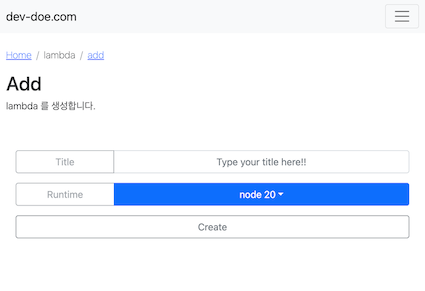 dev-doe.com
Home / lambda / add
Add
lambda 를 생성합니다.
Title Type your title here!!
Runtime node 20
Create